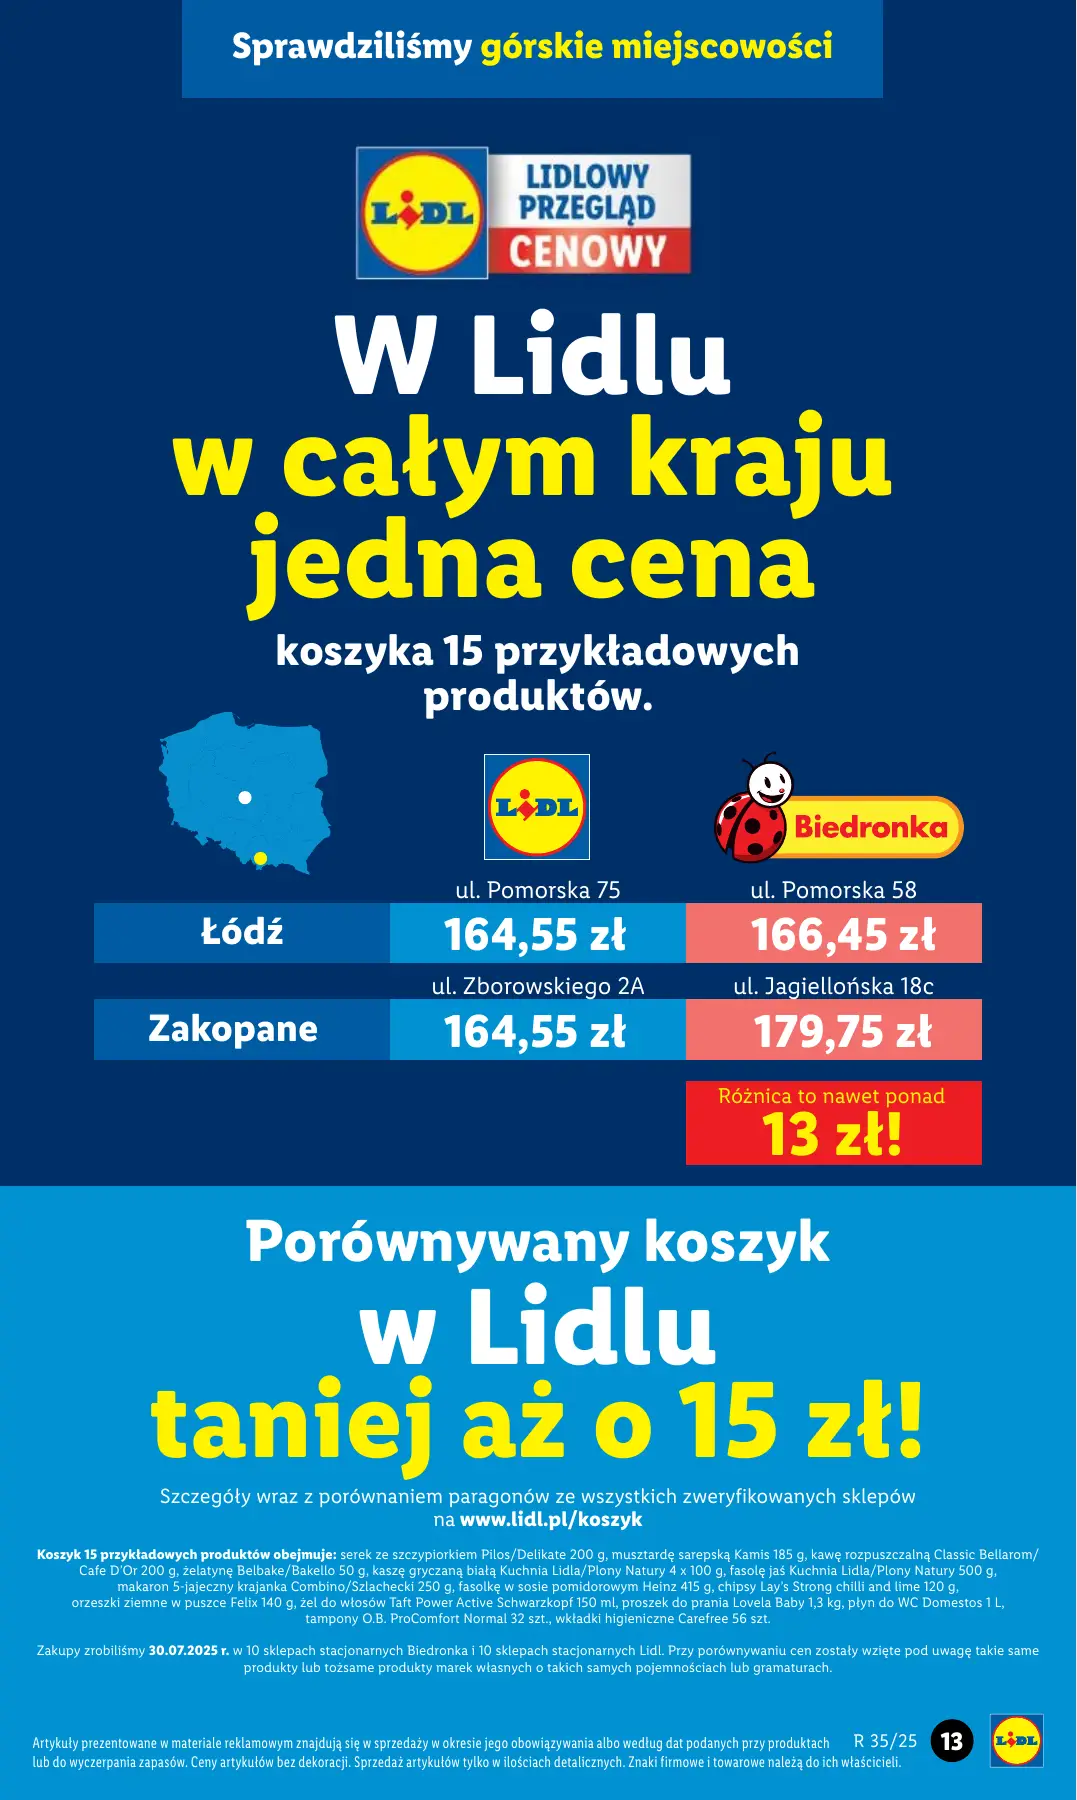 Sprawdziliśmy górskie miejscowości
LIDL
LIDLOWY
PRZEGLĄD
CENOWY
W Lidlu
w całym kraju
jedna cena
koszyka 15 przykładowych
produktów.
LIDL
Biedronka
ul. Pomorska 75 ul. Pomorska 58
Łódź 164,55 zł 166,45 zł
ul. Zborowskiego 2A ul. Jagiellońska 18c
Zakopane 164,55 zł 179,75 zł
Różnica to nawet ponad
13 zł!
Porównywany koszyk
w Lidlu
taniej aż o 15 zł!
Szczegóły wraz z porównaniem paragonów ze wszystkich zweryfikowanych sklepów
na www.lidl.pl/koszyk
Koszyk 15 przykładowych produktów obejmuje: serek ze szczypiorkiem Pilos/Delikate 200 g, musztardę sarepską Kamis 185 g, kawę rozpuszczalną Classic Bellarom/
Cafe D'Or 200 g, żelatynę Belbake/Bakello 50 g, kaszę gryczaną białą Kuchnia Lidla/Plony Natury 4 x 100 g, fasolę jaś Kuchnia Lidla/Plony Natury 500 g,
makaron 5-jajeczny krajanka Combino/Szlachecki 250 g, fasolkę w sosie pomidorowym Heinz 415 g, chipsy Lay's Strong chilli and lime 120 g,
orzeszki ziemne w puszce Felix 140 g, żel do włosów Taft Power Active Schwarzkopf 150 ml, proszek do prania Lovela Baby 1,3 kg, płyn do WC Domestos 1 L,
tampony O.B. ProComfort Normal 32 szt., wkładki higieniczne Carefree 56 szt.
Zakupy zrobiliśmy 30.07.2025 r. w 10 sklepach stacjonarnych Biedronka i 10 sklepach stacjonarnych Lidl. Przy porównywaniu cen zostały wzięte pod uwagę takie same
produkty lub tożsame produkty marek własnych o takich samych pojemnościach lub gramaturach.
Artykuły prezentowane w materiale reklamowym znajdują się w sprzedaży w okresie jego obowiązywania albo według dat podanych przy produktach
lub do wyczerpania zapasów. Ceny artykułów bez dekoracji. Sprzedaż artykułów tylko w ilościach detalicznych. Znaki firmowe i towarowe należą do ich właścicieli.
R 35/25 13
LIDL